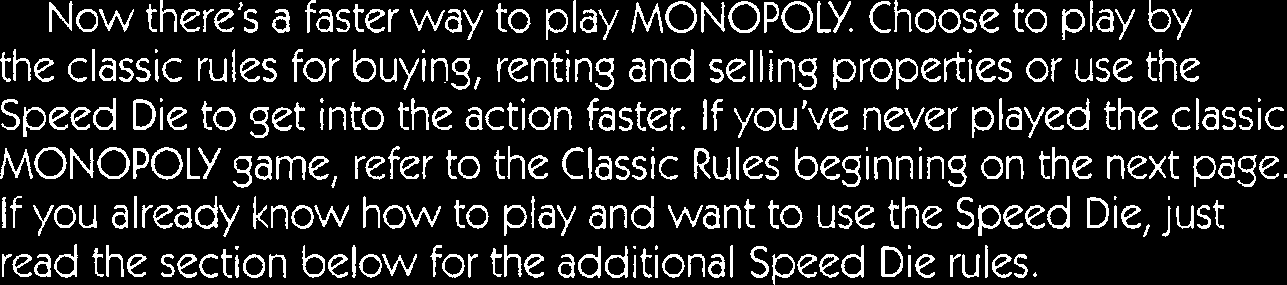 Now there's a faster way to play MONOPOLY. Choose to play by
the classic rules for buying, renting and selling properties or use the
Speed Die to get into the action faster. If you've never played the classic
MONOPOLY game, refer to the Classic Rules beginning on the next page.
If you already know how to play and want to use the Speed Die, just
read the section below for the additional Speed Die rules.